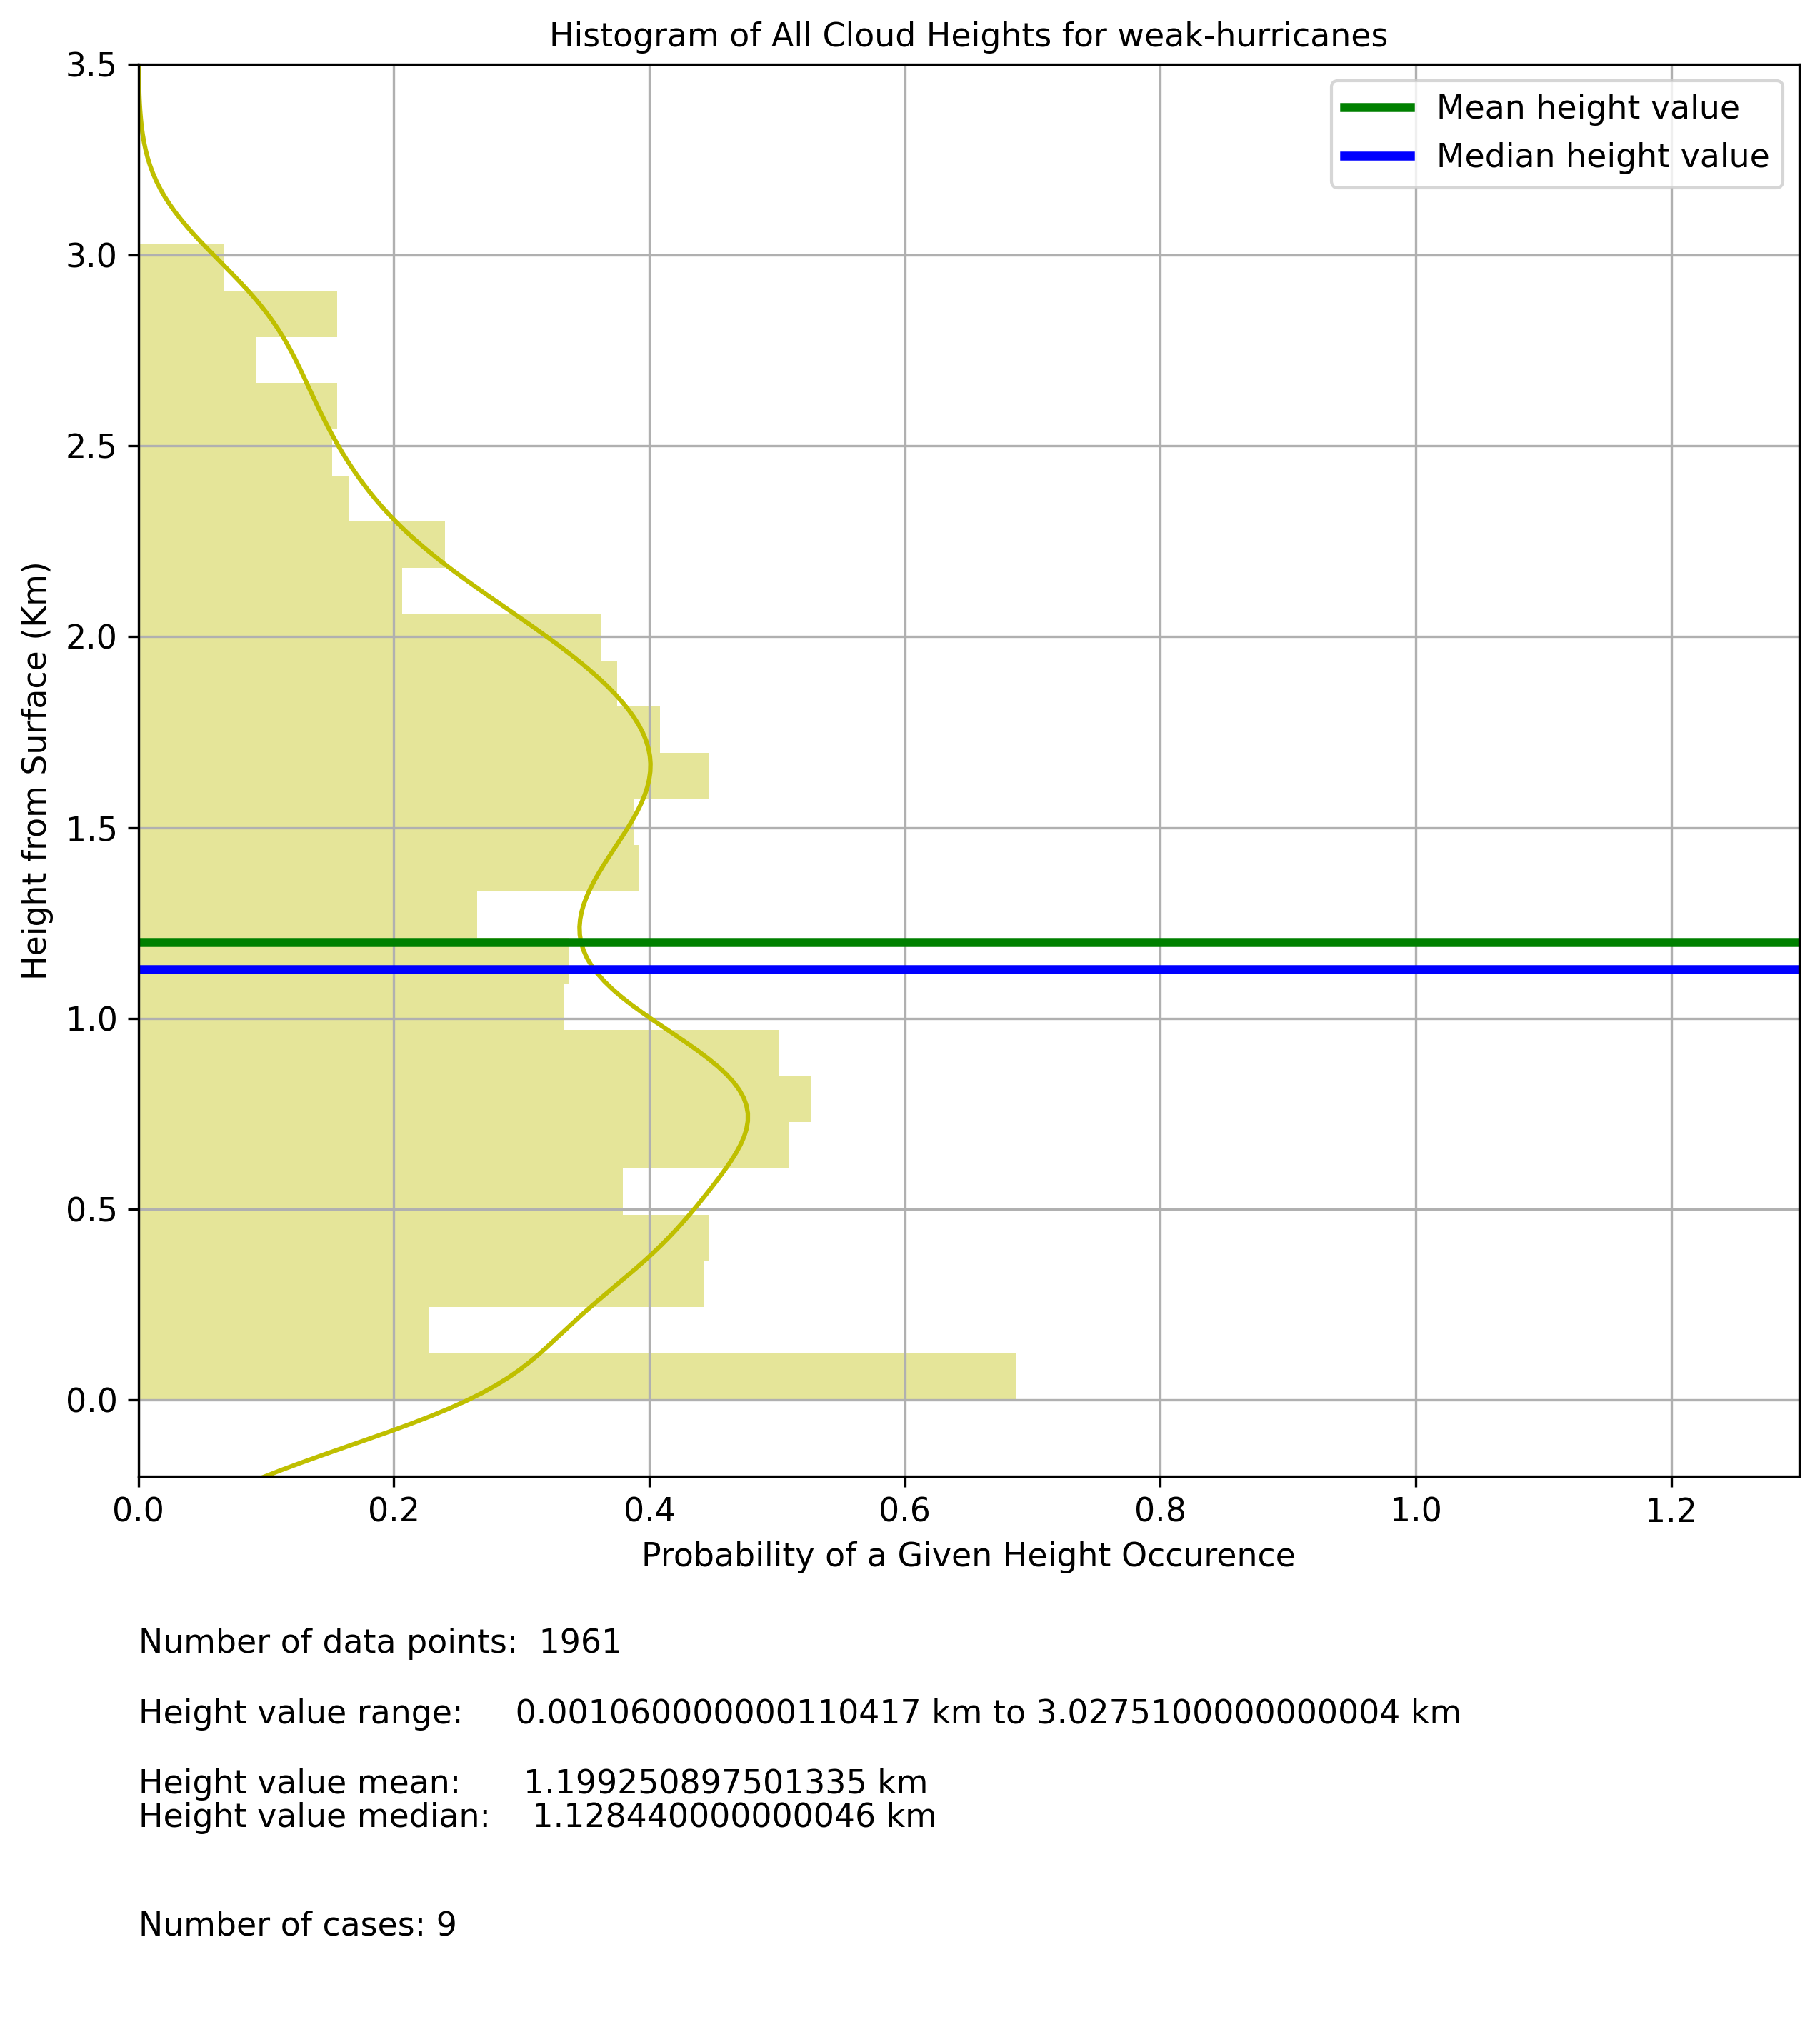 Histogram of All Cloud Heights for weak-hurricanes
Mean height value
Median height value
3.5
3.0
2.5
2.0
1.5
1.0
0.5
0.0
Height from Surface (Km)
0.0 0.2 0.4 0.6 0.8 1.0 1.2
Probability of a Given Height Occurence
Number of data points: 1961
Height value range: 0.001060000000110417 km to 3.0275100000000004 km
Height value mean: 1.199250897501335 km
Height value median: 1.128440000000046 km
Number of cases: 9